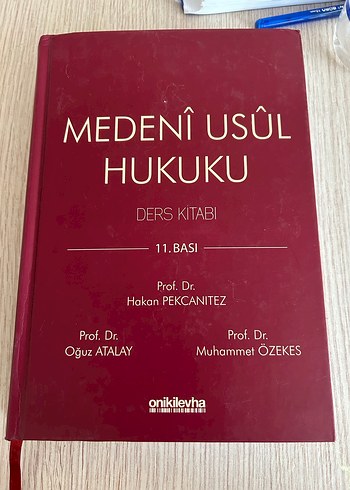 MEDENÎ USÛL
HUKUKU
DERS KİTABI
11. BASI
Prof. Dr.
Hakan PEKCANITEZ
Prof. Dr.
Oğuz ATALAY
Prof. Dr.
Muhammet ÖZEKES
onikilevha